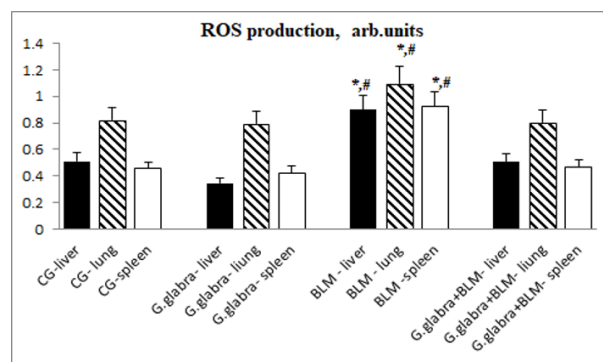 ROS production, arb.units
1.4
1.2
1
0.8
0.6
0.4
0.2
0
*,#
*,#
*,#
CG-liver
CG- lung
CG-spleen
G.glabra- liver
G.glabra- liung
G.glabra- spleen
BLM - liver
BLM - lung
BLM -spleen
G.glabra+BLM- liver
G.glabra+BLM- liung
G.glabra+BLM- spleen